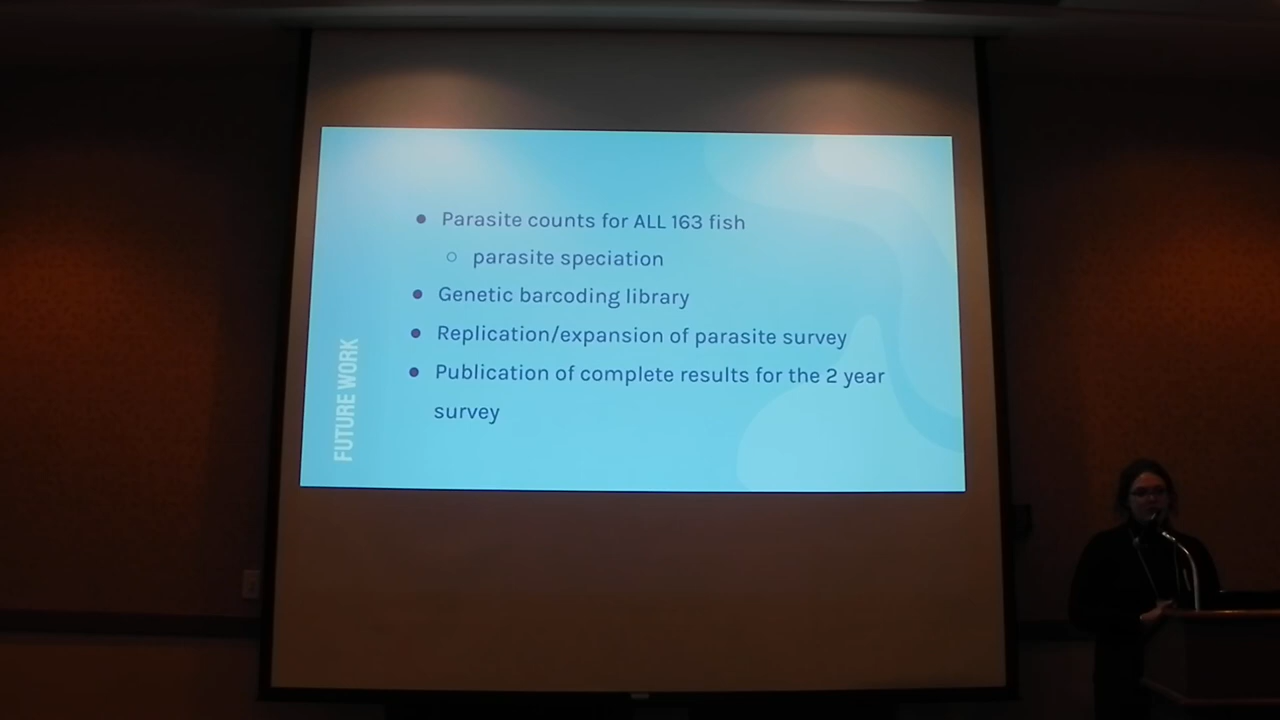 Parasite counts for ALL 163 fish
parasite speciation
Genetic barcoding library
Replication/expansion of parasite survey
Publication of complete results for the 2 year
survey
FUTURE WORK